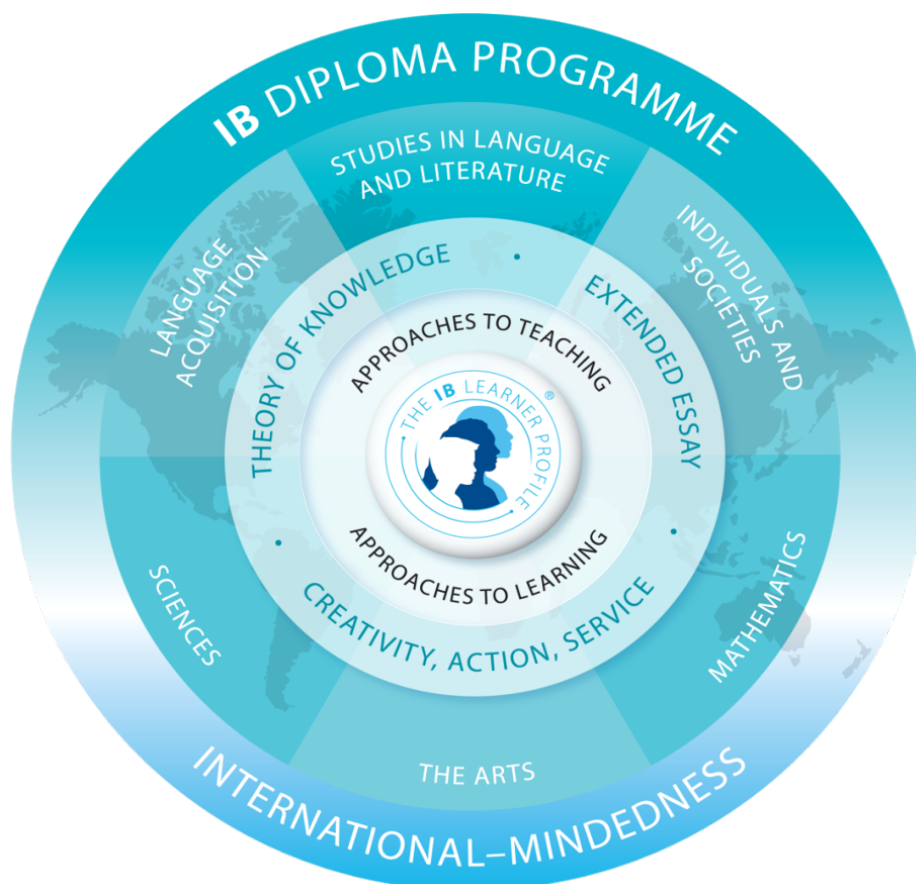 IB DIPLOMA PROGRAMME
STUDIES IN LANGUAGE
AND LITERATURE
LANGUAGE
ACQUISITION
INDIVIDUALS AND
SOCIETIES
THEORY OF KNOWLEDGE
EXTENDED ESSAY
APPROACHES TO TEACHING
THE IB LEARNER PROFILE ®
APPROACHES TO LEARNING
CREATIVITY, ACTION, SERVICE
SCIENCES
MATHEMATICS
THE ARTS
INTERNATIONAL–MINDEDNESS